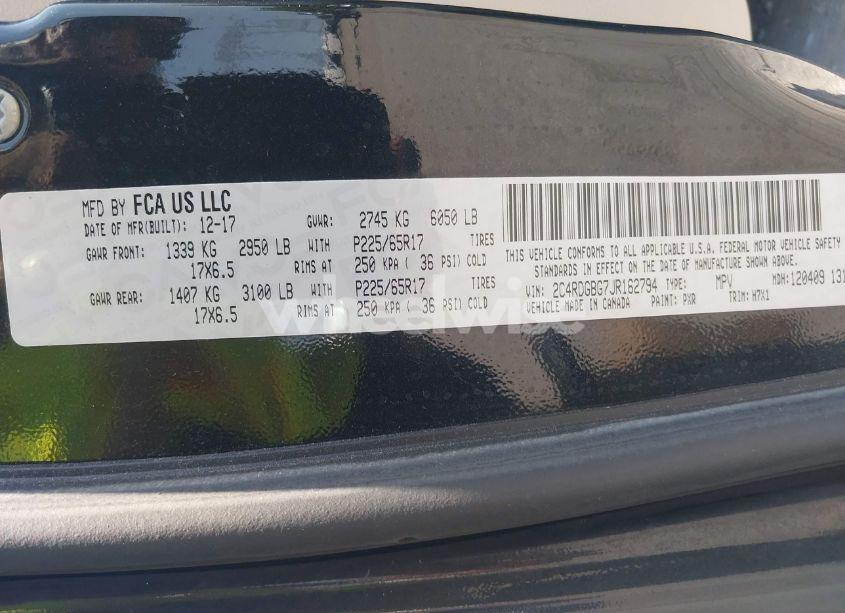 MFD BY FCA US LLC
DATE OF MFR(BUILT): 12-17 GVWR: 2745 KG 6050 LB
GAWR FRONT: 1339 KG 2950 LB WITH P225/65R17 TIRES
17X6.5 RIMS AT 250 KPA ( 36 PSI) COLD
GAWR REAR: 1407 KG 3100 LB WITH P225/65R17 TIRES
17X6.5 RIMS AT 250 KPA ( 36 PSI) COLD
THIS VEHICLE CONFORMS TO ALL APPLICABLE U.S.A. FEDERAL MOTOR VEHICLE SAFETY
STANDARDS IN EFFECT ON THE DATE OF MANUFACTURE SHOWN ABOVE.
VIN: 2C4RDGBG7JR162794 TYPE: MPV MDH: 120409 131
VEHICLE MADE IN CANADA PAINT: PXR TRIM: H7X1
wheelwise